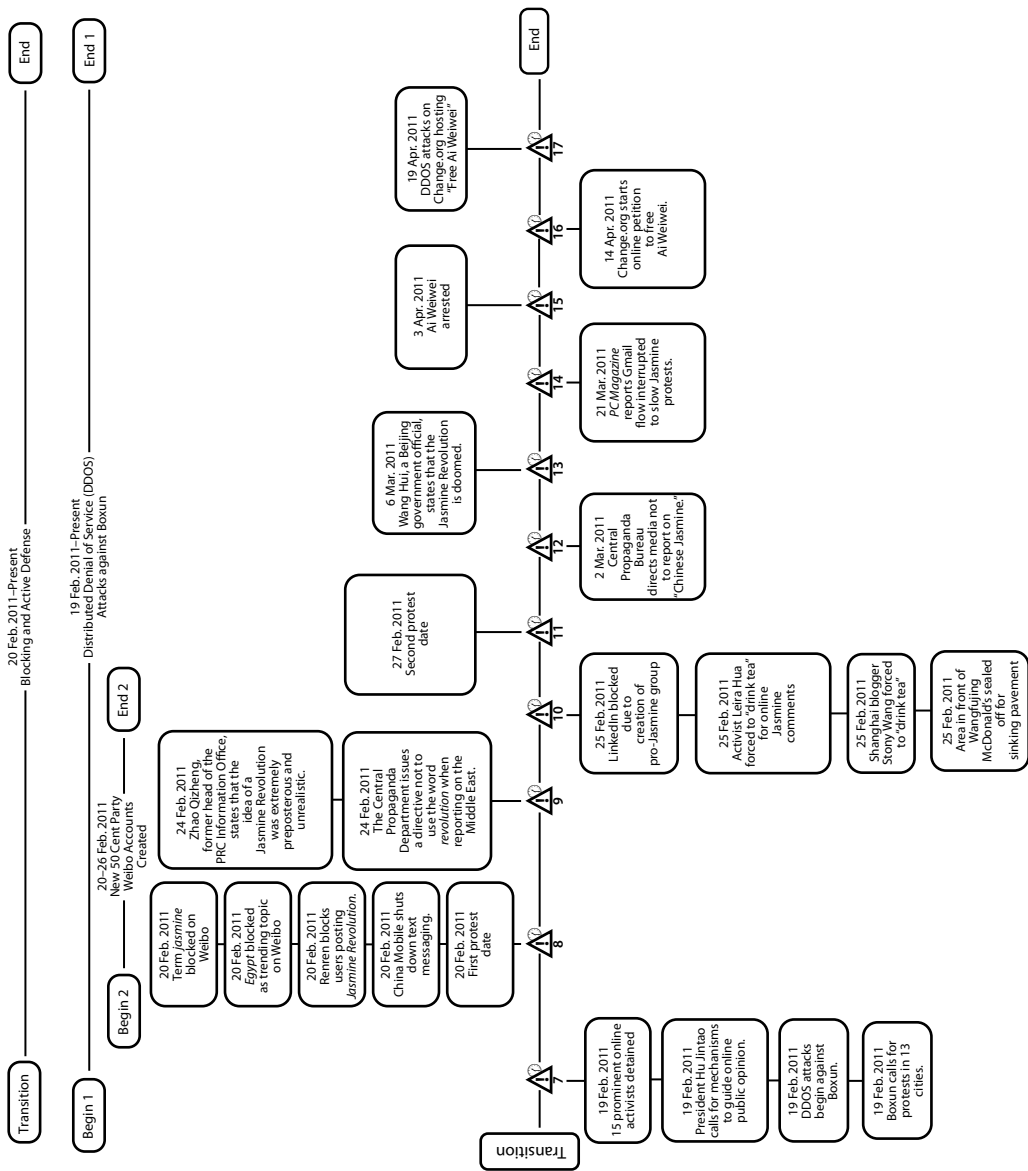 Transition
20 Feb. 2011–Present
Blocking and Active Defense
End
Begin 1
19 Feb. 2011–Present
Distributed Denial of Service (DDOS)
Attacks against Boxun
End 1
Begin 2
20–26 Feb. 2011
New 50 Cent Party
Weibo Accounts
Created
End 2
Transition
7
19 Feb. 2011
15 prominent online
activists detained
19 Feb. 2011
President Hu Jintao
calls for mechanisms
to guide online
public opinion.
19 Feb. 2011
DDOS attacks
begin against
Boxun.
19 Feb. 2011
Boxun calls for
protests in 13
cities.
20 Feb. 2011
Term jasmine
blocked on
Weibo
20 Feb. 2011
Egypt blocked
as trending topic
on Weibo
20 Feb. 2011
Renren blocks
users posting
Jasmine Revolution.
20 Feb. 2011
China Mobile shuts
down text
messaging.
20 Feb. 2011
First protest
date
8
24 Feb. 2011
Zhao Qizheng,
former head of the
PRC Information Office,
states that the
idea of a
Jasmine Revolution
was extremely
preposterous and
unrealistic.
24 Feb. 2011
The Central
Propaganda
Department issues
a directive not to
use the word
revolution when
reporting on the
Middle East.
9
10
25 Feb. 2011
LinkedIn blocked
due to
creation of
pro-Jasmine group
25 Feb. 2011
Activist Leira Hua
forced to “drink tea”
for online
Jasmine
comments
25 Feb. 2011
Shanghai blogger
Stony Wang forced
to “drink tea”
25 Feb. 2011
Area in front of
Wangfujing
McDonald’s sealed
off for
sinking pavement
27 Feb. 2011
Second protest
date
11
12
2 Mar. 2011
Central
Propaganda
Bureau
directs media not
to report on
“Chinese Jasmine.”
6 Mar. 2011
Wang Hui, a Beijing
government official,
states that the
Jasmine Revolution
is doomed.
13
14
21 Mar. 2011
PC Magazine
reports Gmail
flow interrupted
to slow Jasmine
protests.
3 Apr. 2011
Ai Weiwei
arrested
15
16
14 Apr. 2011
Change.org starts
online petition
to free
Ai Weiwei.
19 Apr. 2011
DDOS attacks on
Change.org hosting
“Free Ai Weiwei”
17
End